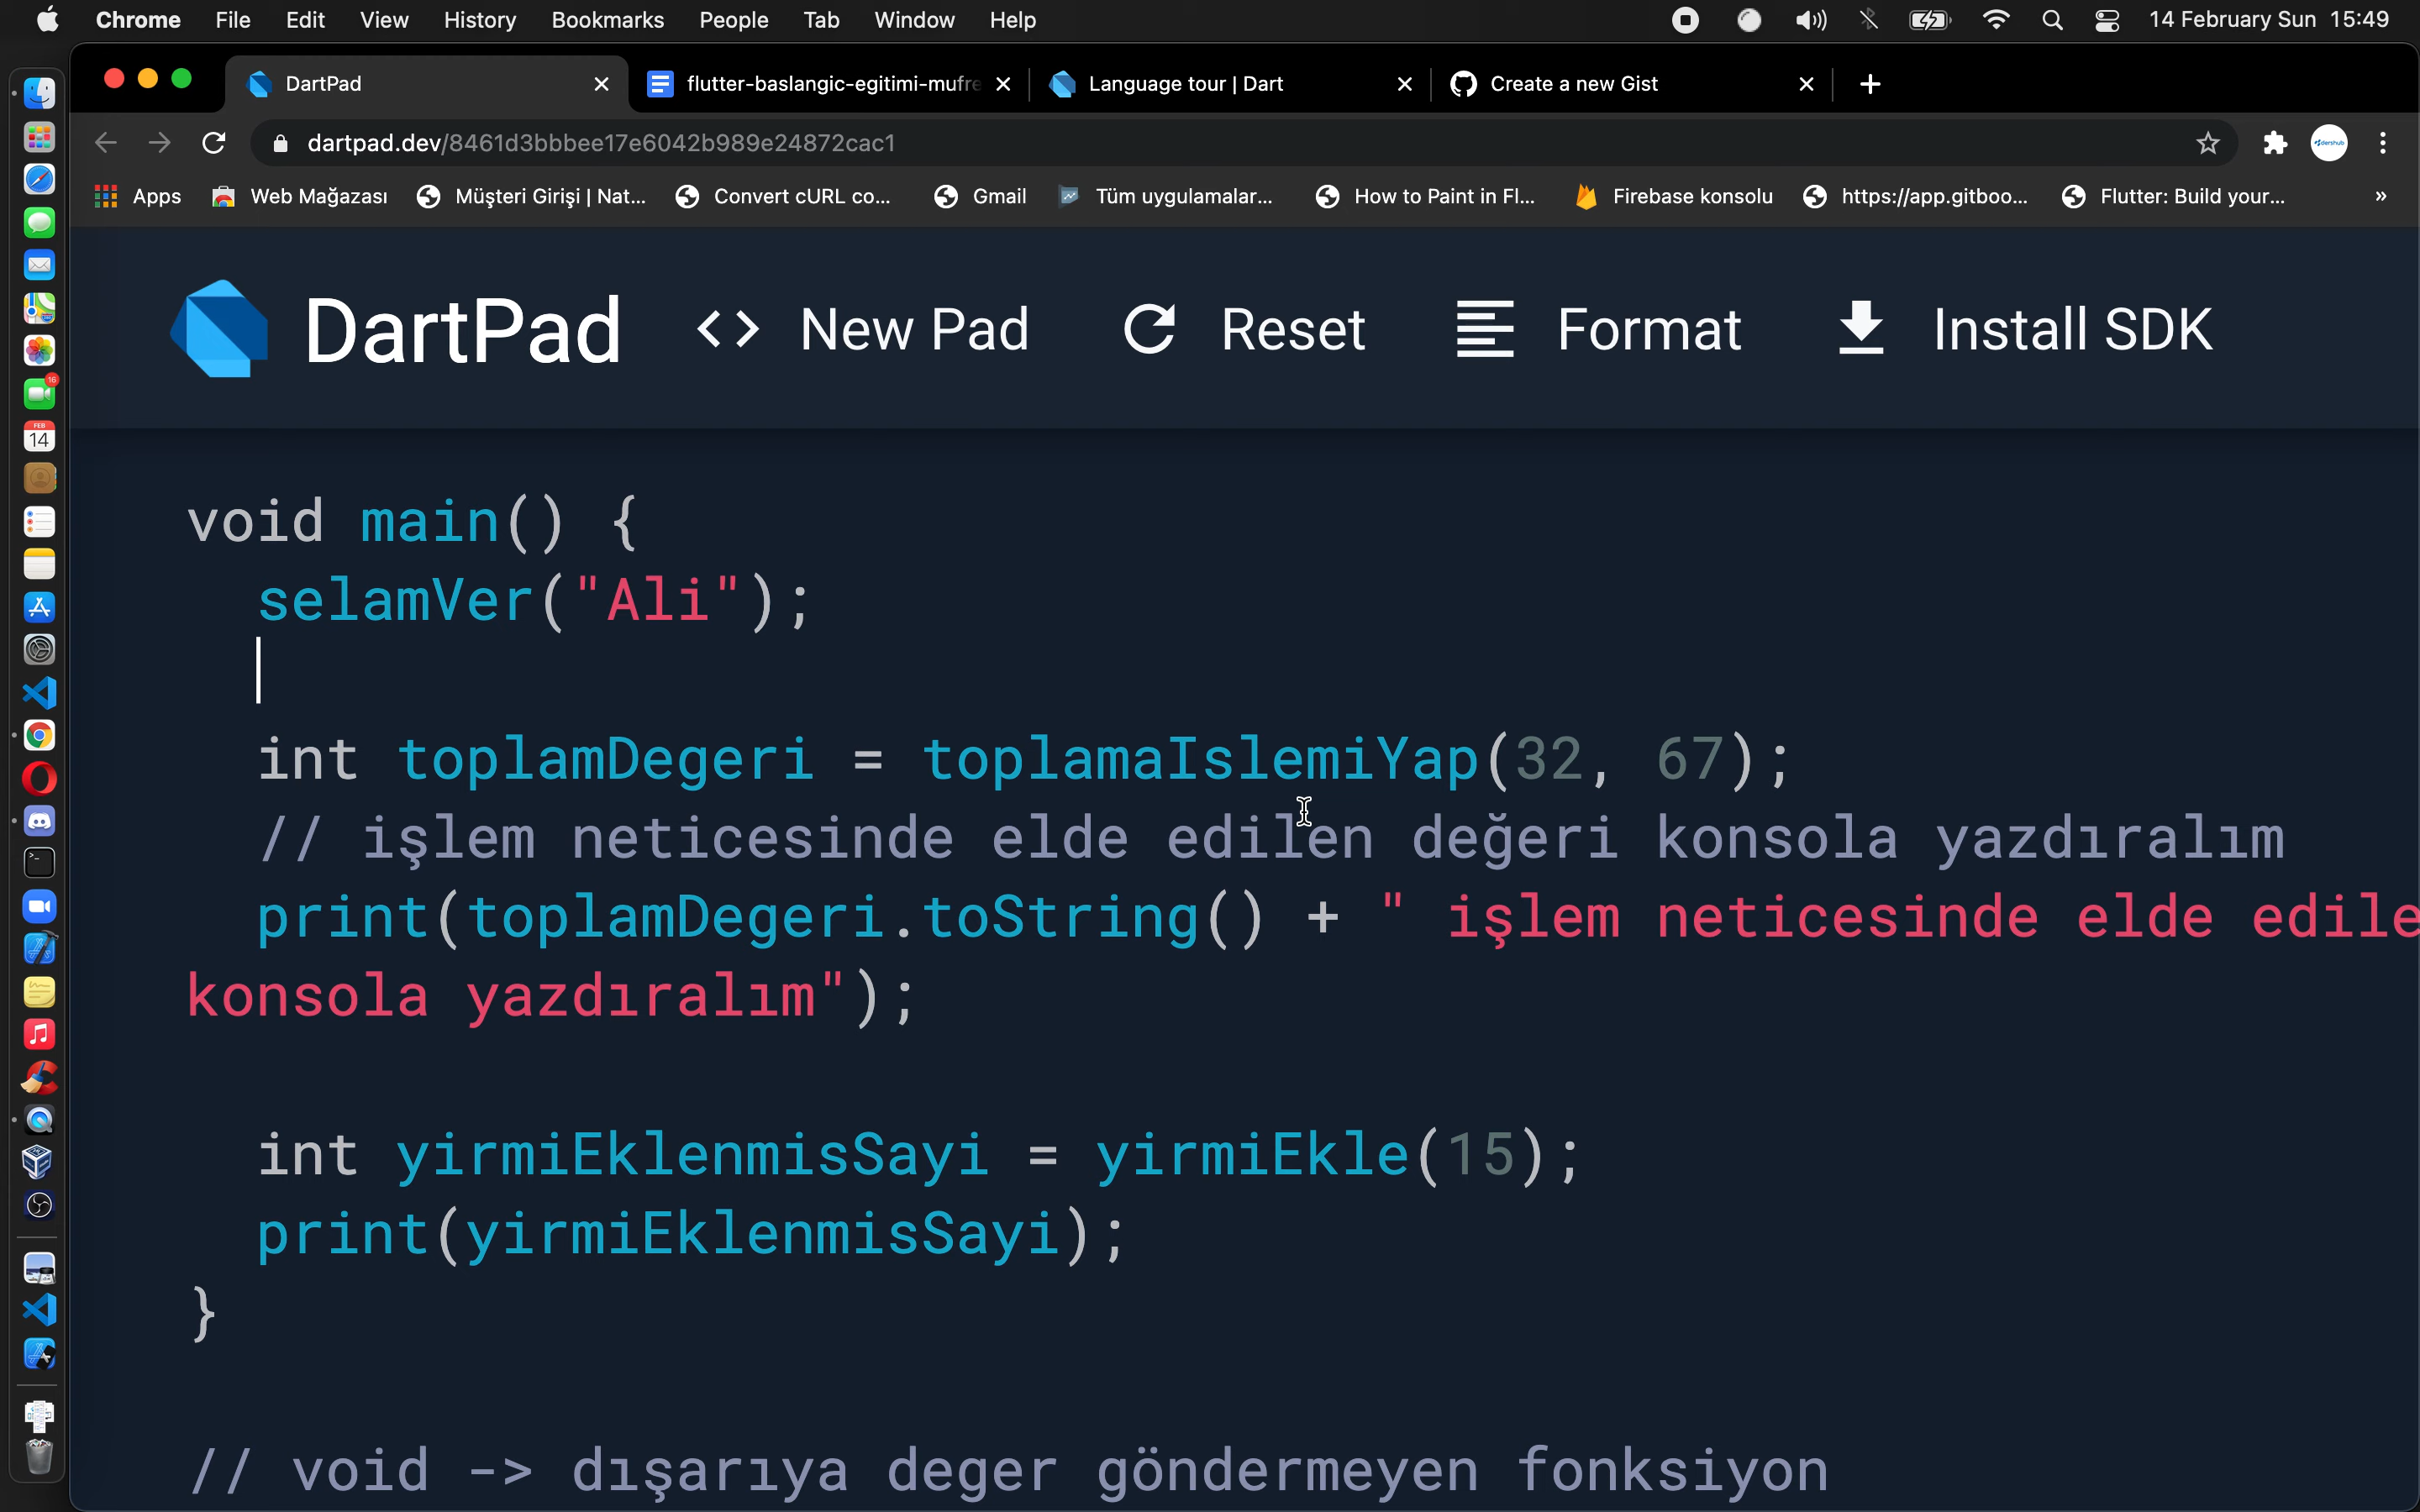 Chrome File Edit View History Bookmarks People Tab Window Help 14 February Sun 15:49
DartPad flutter-baslangic-egitimi-mufre Language tour | Dart Create a new Gist
dartpad.dev/8461d3bbbee17e6042b989e24872cac1 dershub
Apps Web Mağazası Müşteri Girişi | Nat... Convert cURL co... Gmail Tüm uygulamalar... How to Paint in Fl... Firebase konsolu https://app.gitboo... Flutter: Build your... »
DartPad <> New Pad Reset Format Install SDK
16
FEB
14
void main() {
selamVer("Ali");
int toplamDegeri = toplamaIslemiYap(32, 67);
// işlem neticesinde elde edilen değeri konsola yazdıralım
print(toplamDegeri.toString() + " işlem neticesinde elde edile
konsola yazdıralım");
int yirmiEklenmisSayi = yirmiEkle(15);
print(yirmiEklenmisSayi);
}
// void -> dışarıya deger göndermeyen fonksiyon